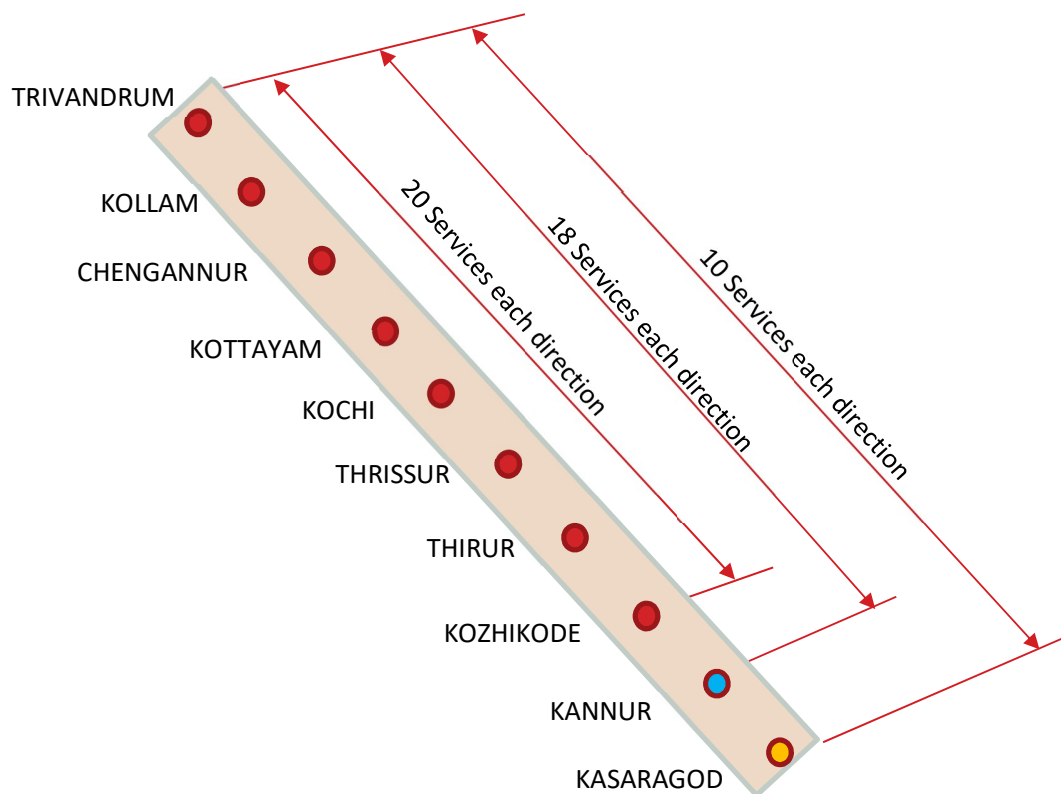 TRIVANDRUM
KOLLAM
CHENGANNUR
KOTTAYAM
KOCHI
THRISSUR
THIRUR
KOZHIKODE
KANNUR
KASARAGOD
20 Services each direction
18 Services each direction
10 Services each direction